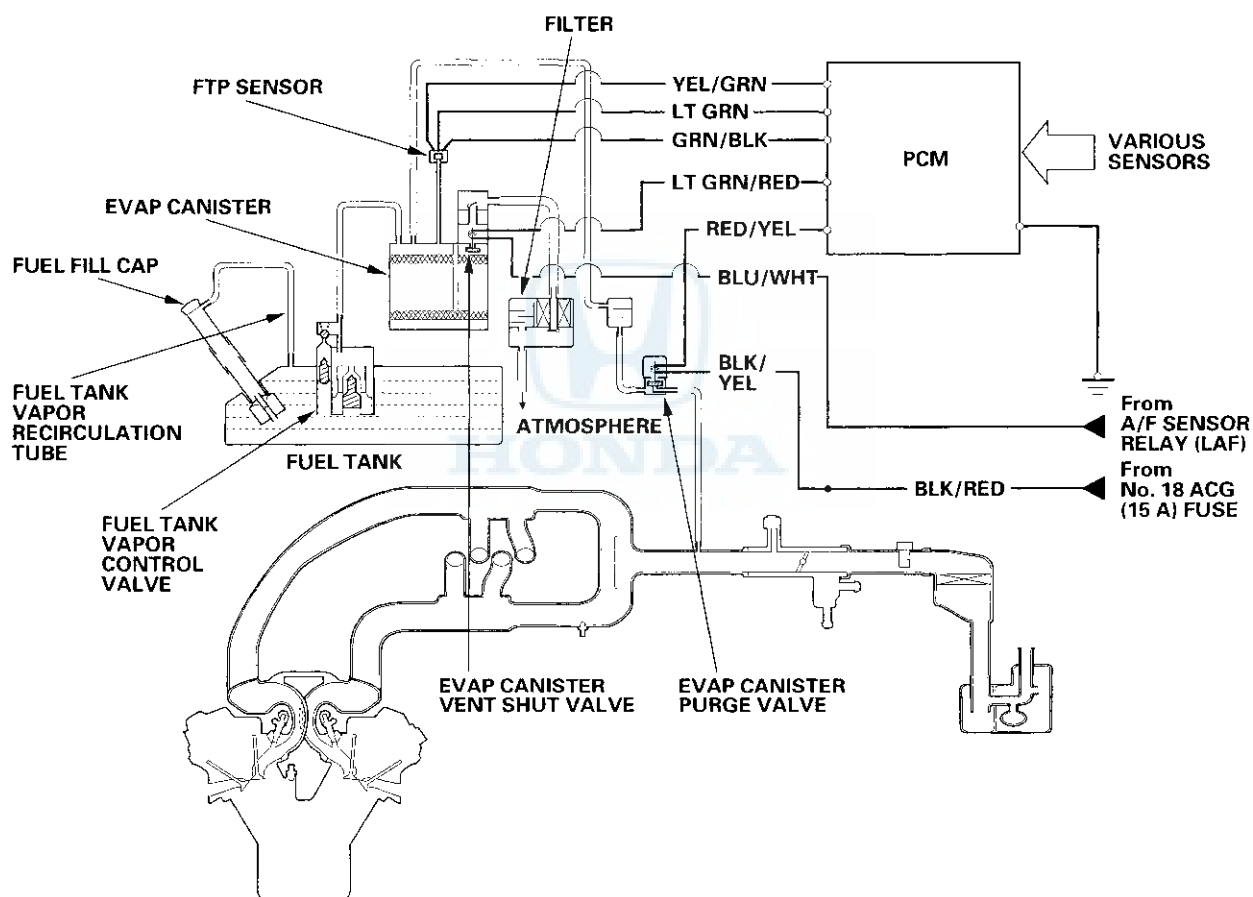 FILTER
FTP SENSOR
YEL/GRN
LT GRN
GRN/BLK
PCM
VARIOUS
SENSORS
LT GRN/RED
EVAP CANISTER
RED/YEL
FUEL FILL CAP
BLU/WHT
BLK/
YEL
FUEL TANK
VAPOR
RECIRCULATION
TUBE
ATMOSPHERE
FUEL TANK
HONDA
From
A/F SENSOR
RELAY (LAF)
From
No. 18 ACG
(15 A) FUSE
BLK/RED
FUEL TANK
VAPOR
CONTROL
VALVE
EVAP CANISTER
VENT SHUT VALVE
EVAP CANISTER
PURGE VALVE